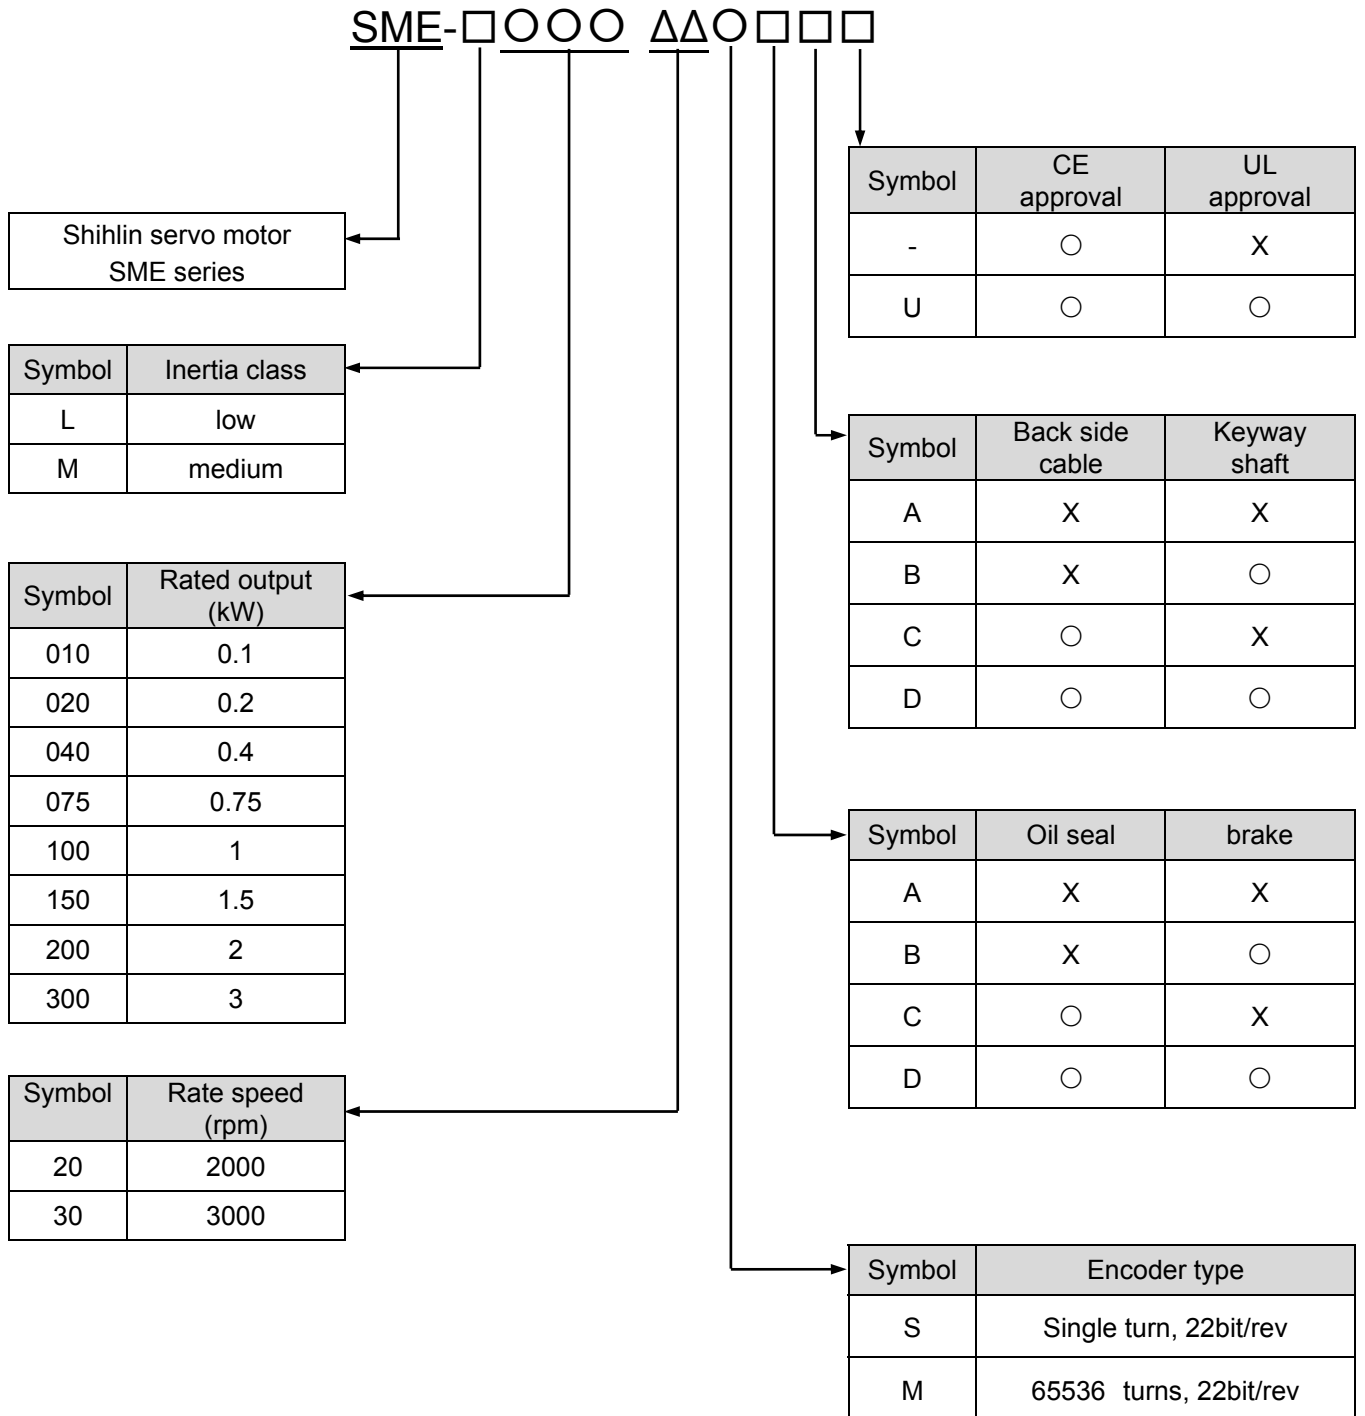 SME-□○○○ ΔΔ○□□□
Shihlin servo motor
SME series
Symbol Inertia class
L low
M medium
Symbol Rated output
(kW)
010 0.1
020 0.2
040 0.4
075 0.75
100 1
150 1.5
200 2
300 3
Symbol Rate speed
(rpm)
20 2000
30 3000
Symbol CE
approval UL
approval
- ○ X
U ○ ○
Symbol Back side
cable Keyway
shaft
A X X
B X ○
C ○ X
D ○ ○
Symbol Oil seal brake
A X X
B X ○
C ○ X
D ○ ○
Symbol Encoder type
S Single turn, 22bit/rev
M 65536 turns, 22bit/rev